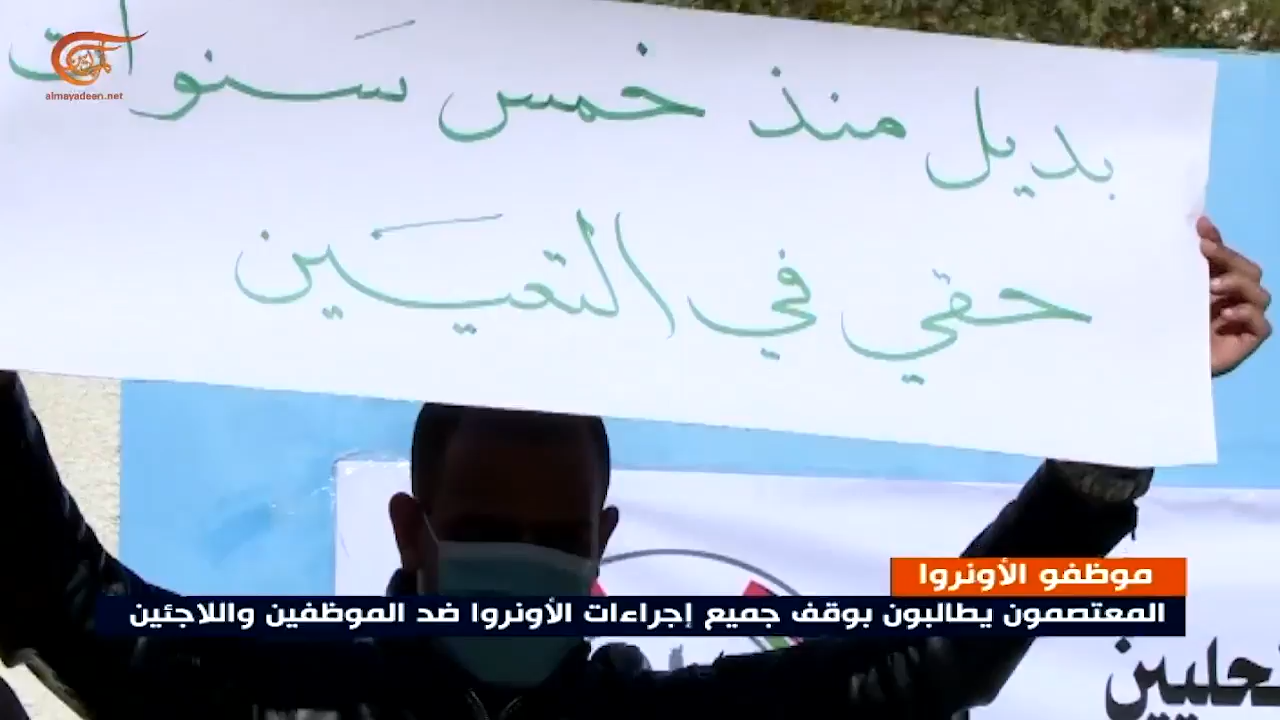 بديل منذ خمس سنوات
حقي في التعيين
almayadeen.net
موظفو الأونروا
المعتصمون يطالبون بوقف جميع إجراءات الأونروا ضد الموظفين واللاجئين